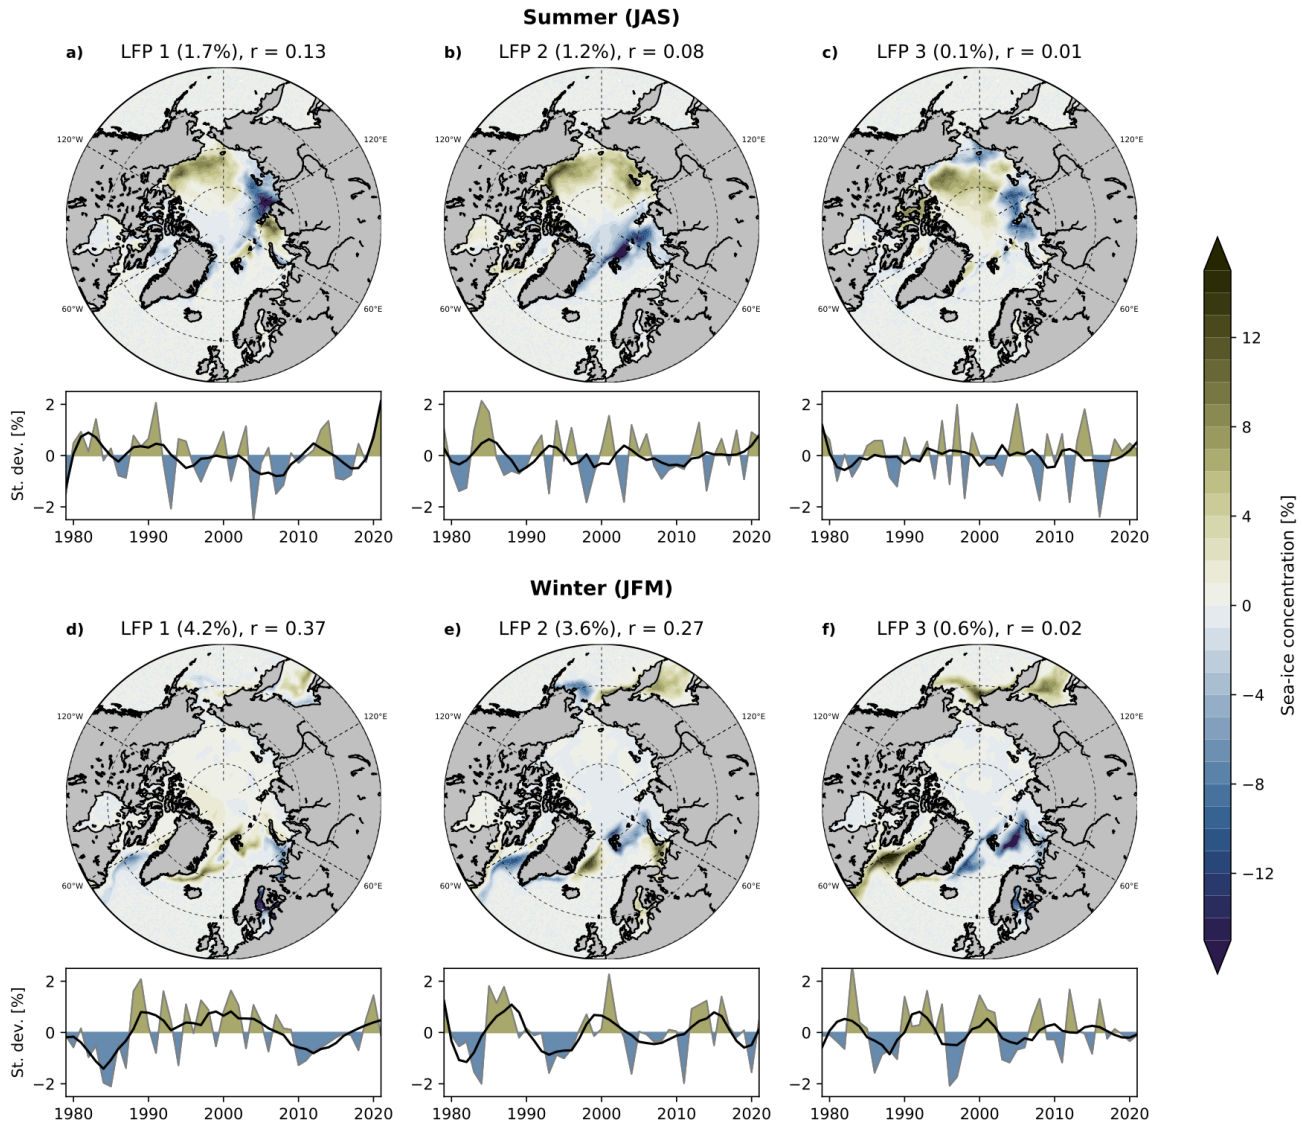 Summer (JAS)
a) LFP 1 (1.7%), r = 0.13
b) LFP 2 (1.2%), r = 0.08
c) LFP 3 (0.1%), r = 0.01
120°W 120°E 120°W 120°E 120°W 120°E
60°W 60°E 60°W 60°E 60°W 60°E
St. dev. [%]
2 0 −2
2 0 −2
2 0 −2
1980 1990 2000 2010 2020
1980 1990 2000 2010 2020
1980 1990 2000 2010 2020
Winter (JFM)
d) LFP 1 (4.2%), r = 0.37
e) LFP 2 (3.6%), r = 0.27
f) LFP 3 (0.6%), r = 0.02
120°W 120°E 120°W 120°E 120°W 120°E
60°W 60°E 60°W 60°E 60°W 60°E
St. dev. [%]
2 0 −2
2 0 −2
2 0 −2
1980 1990 2000 2010 2020
1980 1990 2000 2010 2020
1980 1990 2000 2010 2020
12
8
4
0
−4
−8
−12
Sea-ice concentration [%]